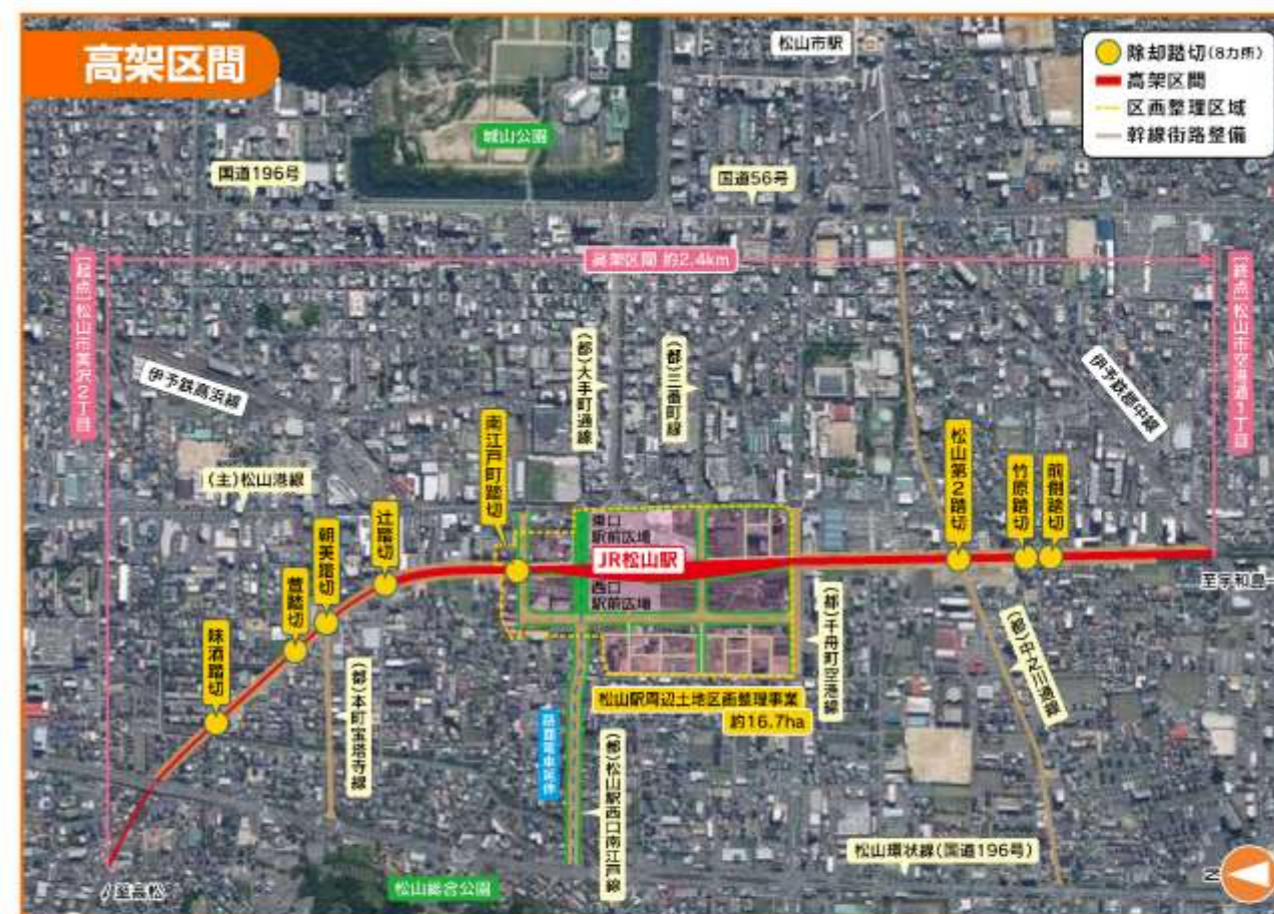 高架区間
松山市駅
除却踏切(8カ所)
高架区間
区画整理区域
幹線街路整備
城山公園
国道196号
国道56号
高架区間 約2.4km
[起点]松山市美沢2丁目
[終点]松山市空港通1丁目
伊予鉄高浜線
(都)大手町通線
(都)三番町線
伊予鉄郡中線
(主)松山港線
南江戸町踏切
辻踏切
朝美踏切
萱踏切
味酒踏切
東口
駅前広場
JR松山駅
西口
駅前広場
松山第2踏切
竹原踏切
前側踏切
至宇和島
(都)本町宝塔寺線
(都)千舟町空港線
(都)中之川通線
松山駅周辺土地区画整理事業
約16.7ha
路面電車延伸
(都)松山駅西口南江戸線
松山環状線(国道196号)
松山総合公園
至高松
N